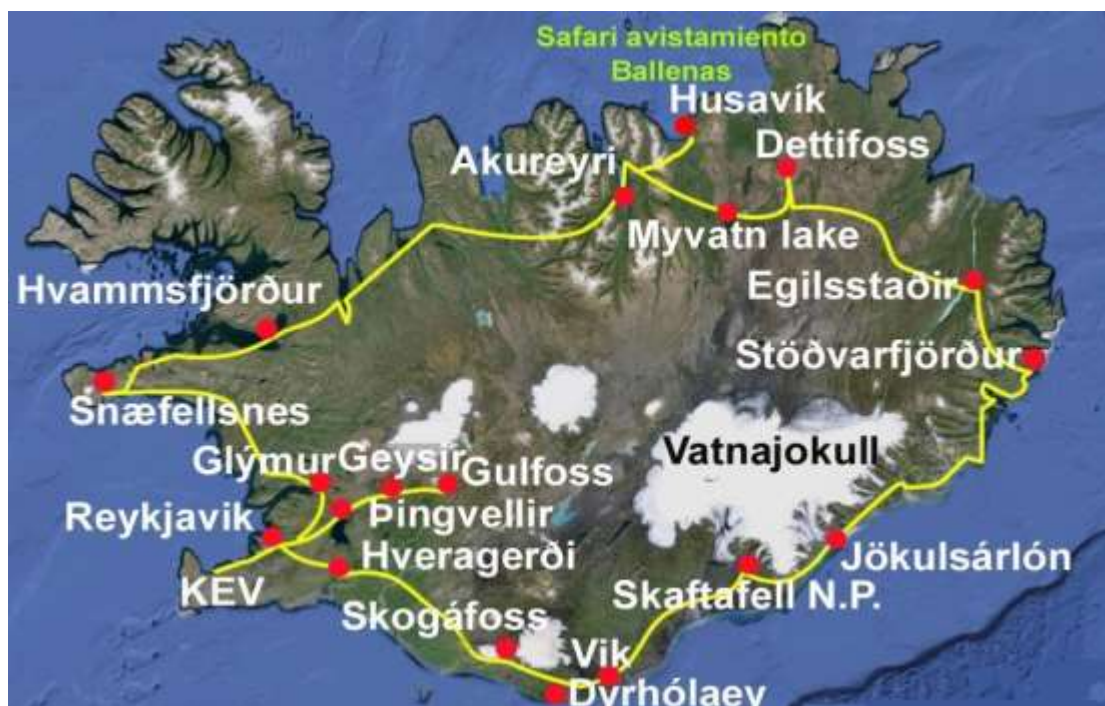 Safari avistamiento
Ballenas
Husavík
Dettifoss
Akureyri
Myvatn lake
Hvammsfjörður
Egilsstaðir
Stöðvarfjörður
Snæfellsnes
Vatnajokull
Glýmur
Geysir
Gulfoss
Reykjavik
Þingvellir
Hveragerði
Jökulsárlón
KEV
Skaftafell N.P.
Skogáfoss
Vik
Dyrhólaey